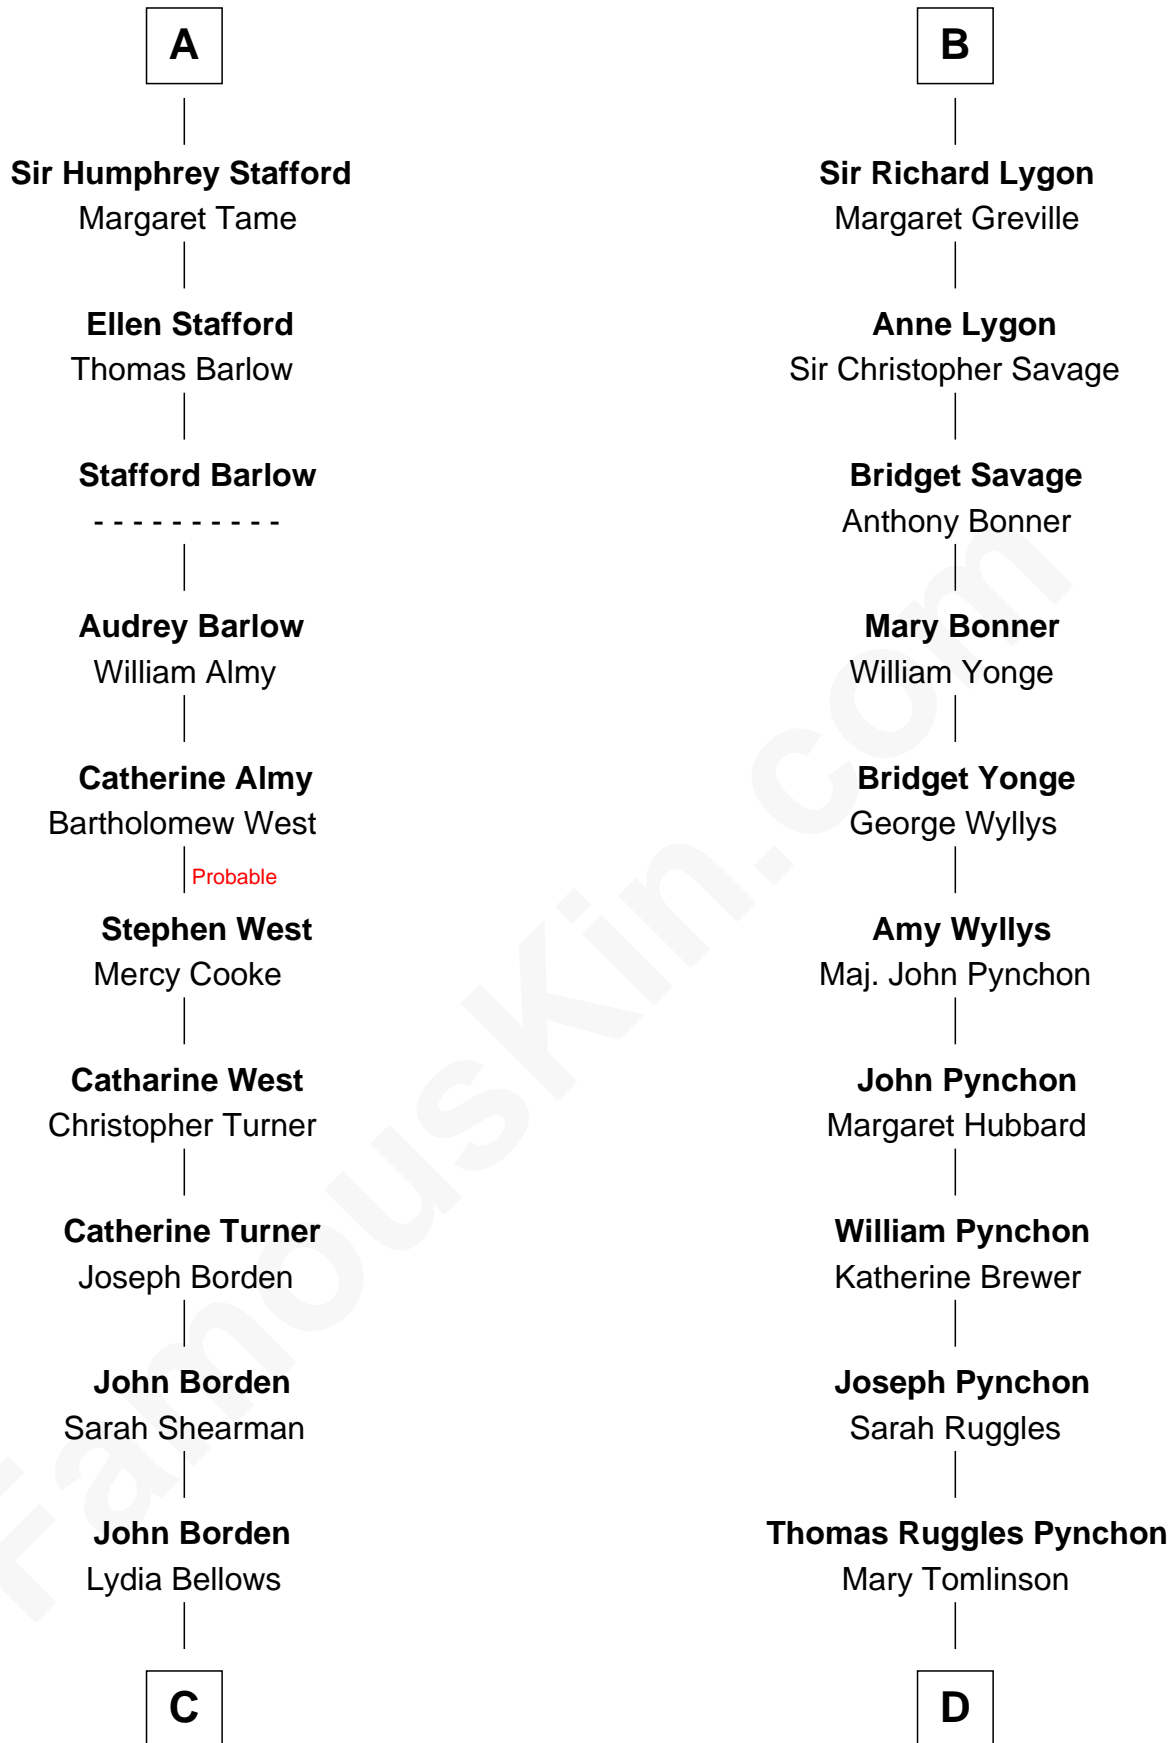 A
Sir Humphrey Stafford
Margaret Tame
Ellen Stafford
Thomas Barlow
Stafford Barlow
- - - - - - - - - -
Audrey Barlow
William Almy
Catherine Almy
Bartholomew West
Probable
Stephen West
Mercy Cooke
Catharine West
Christopher Turner
Catherine Turner
Joseph Borden
John Borden
Sarah Shearman
John Borden
Lydia Bellows
C
B
Sir Richard Lygon
Margaret Greville
Anne Lygon
Sir Christopher Savage
Bridget Savage
Anthony Bonner
Mary Bonner
William Yonge
Bridget Yonge
George Wyllys
Amy Wyllys
Maj. John Pynchon
John Pynchon
Margaret Hubbard
William Pynchon
Katherine Brewer
Joseph Pynchon
Sarah Ruggles
Thomas Ruggles Pynchon
Mary Tomlinson
D
FamousKin.com